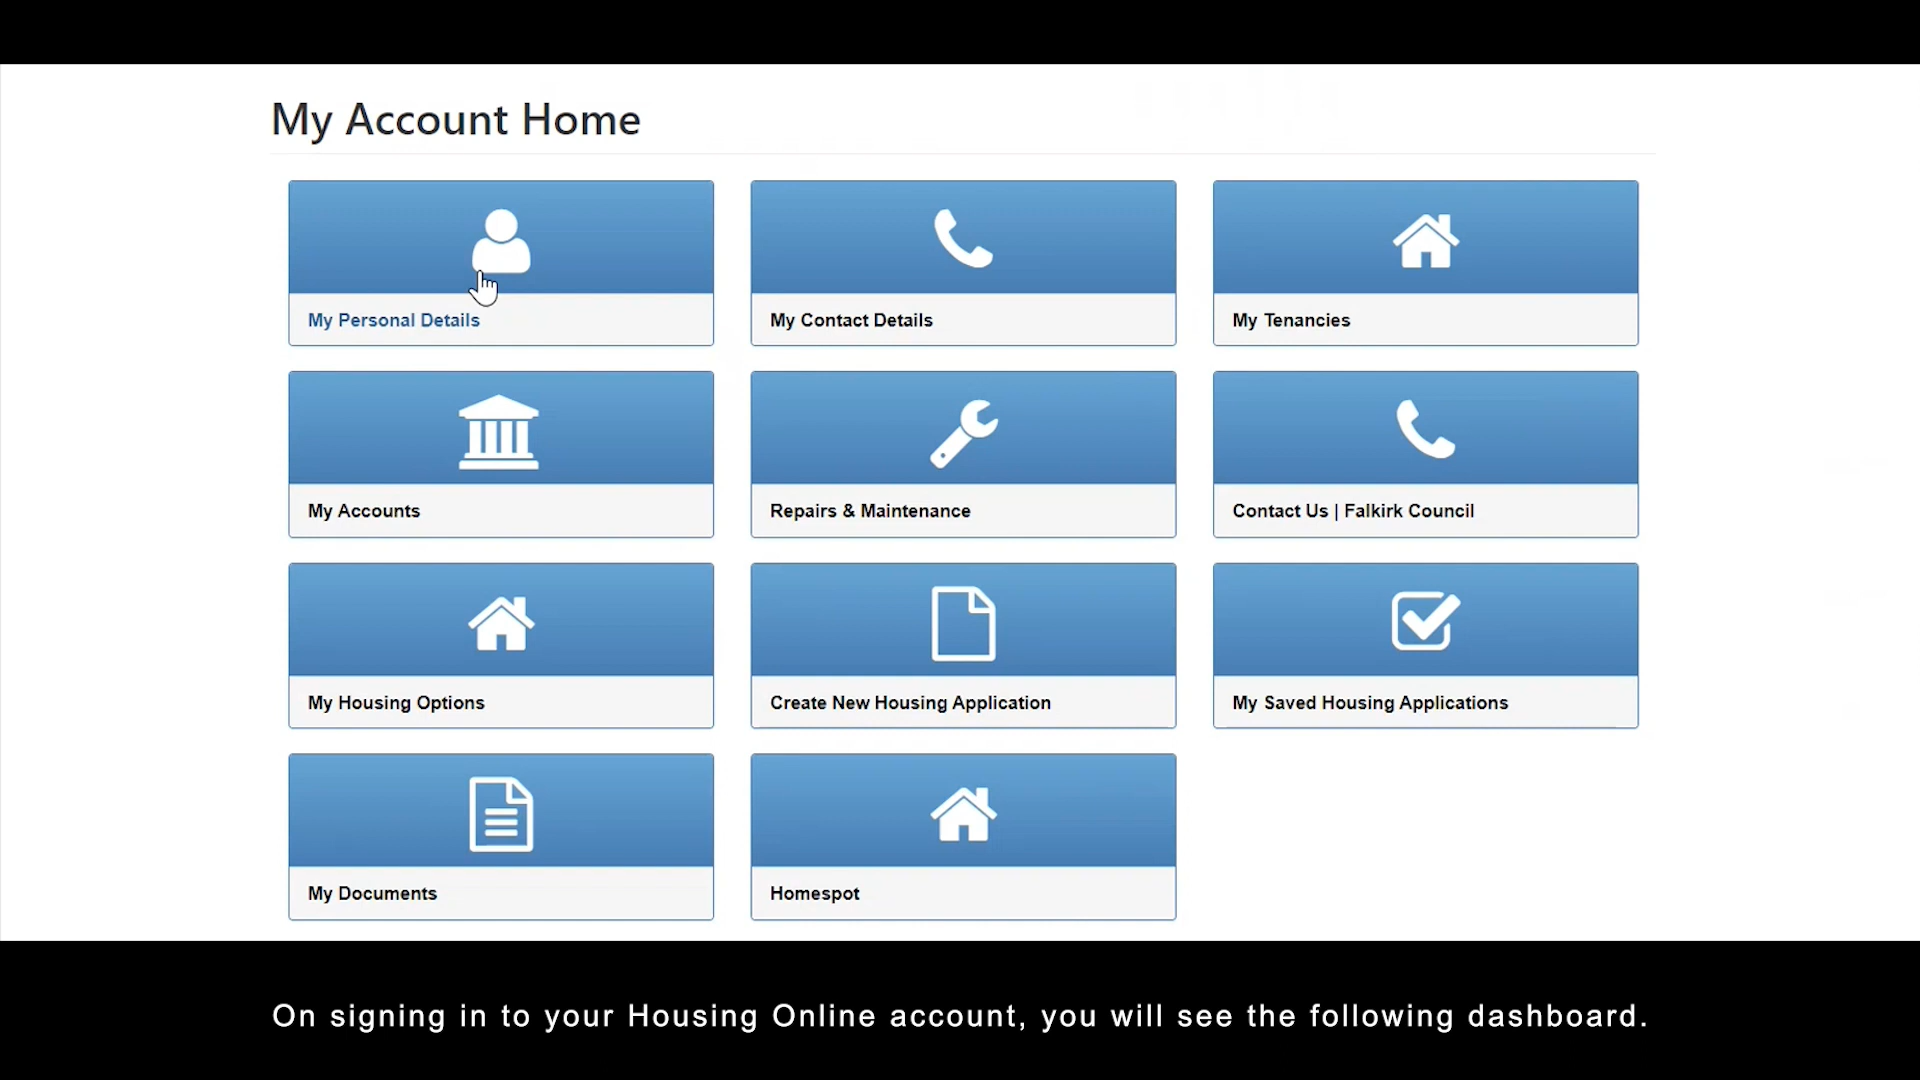 My Account Home
My Personal Details
My Contact Details
My Tenancies
My Accounts
Repairs & Maintenance
Contact Us | Falkirk Council
My Housing Options
Create New Housing Application
My Saved Housing Applications
My Documents
Homespot
On signing in to your Housing Online account, you will see the following dashboard.